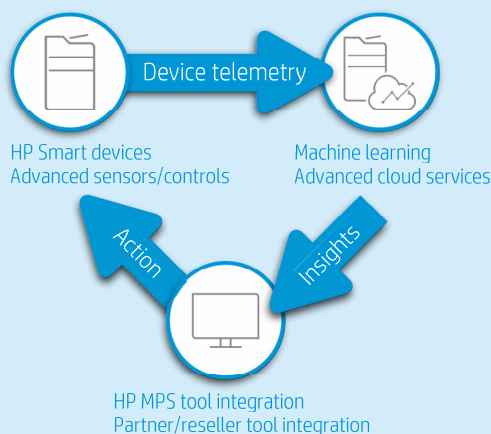 Device telemetry
HP Smart devices
Advanced sensors/controls
Machine learning
Advanced cloud services
Insights
Action
HP MPS tool integration
Partner/reseller tool integration